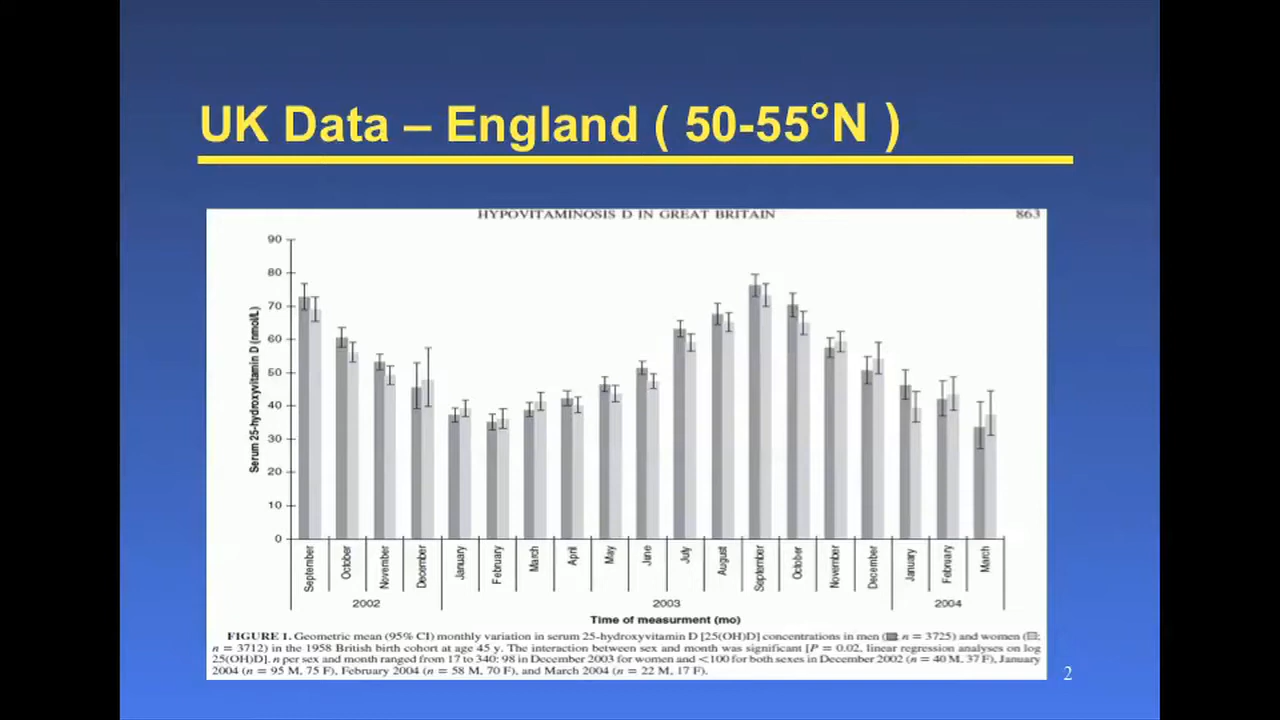 UK Data – England ( 50-55°N )
HYPOVITAMINOSIS D IN GREAT BRITAIN 863
Serum 25-hydroxyvitamin D (nmol/L)
90
80
70
60
50
40
30
20
10
0
September October November December January February March April May June July August September October November December January February March
2002 2003 2004
Time of measurment (mo)
FIGURE 1. Geometric mean (95% CI) monthly variation in serum 25-hydroxyvitamin D [25(OH)D] concentrations in men (■; n = 3725) and women (□;
n = 3712) in the 1958 British birth cohort at age 45 y. The interaction between sex and month was significant [P = 0.02, linear regression analyses on log
25(OH)D]. n per sex and month ranged from 17 to 340: 98 in December 2003 for women and <100 for both sexes in December 2002 (n = 40 M, 37 F), January
2004 (n = 95 M, 75 F), February 2004 (n = 58 M, 70 F), and March 2004 (n = 22 M, 17 F).
2